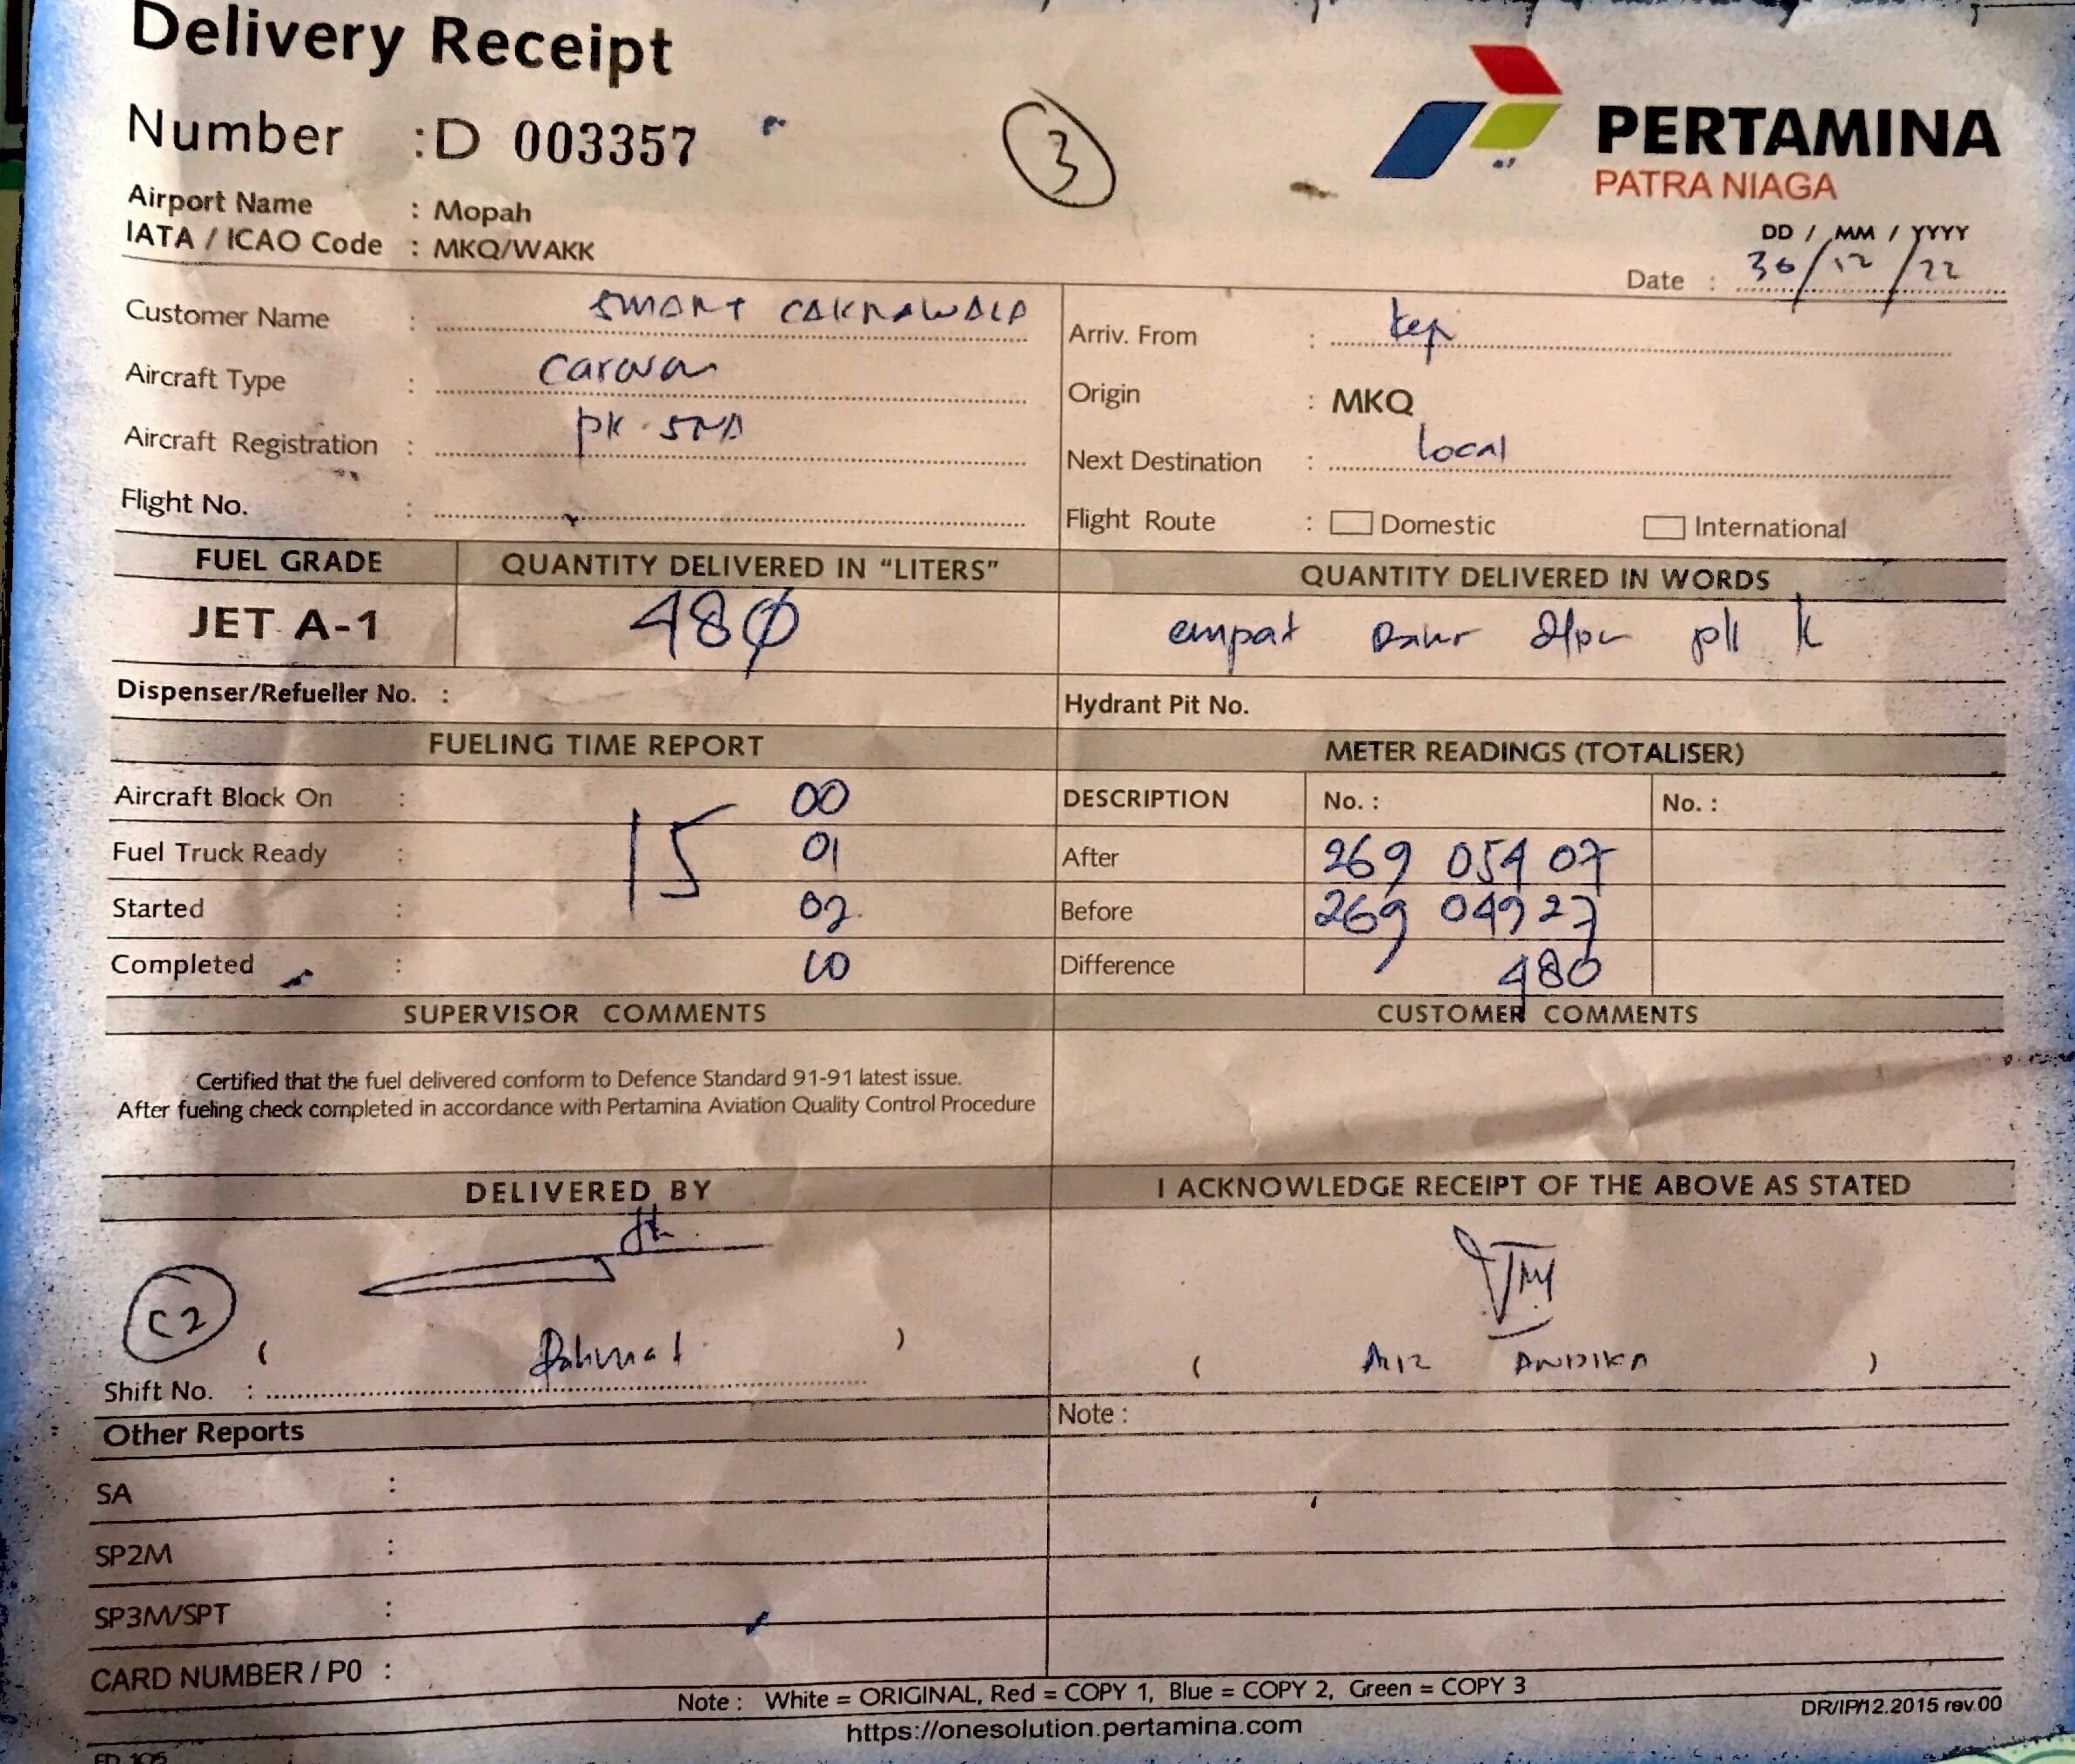 Delivery Receipt
Number : D 003357
3
PERTAMINA
PATRA NIAGA
Airport Name : Mopah
IATA / ICAO Code : MKQ/WAKK
DD / MM / YYYY
Date : 30/12/22
Customer Name : SMART CAKRAWALA
Aircraft Type : Caravan
Aircraft Registration : PK.
Flight No. :
Arriv. From : kepi
Origin : MKQ
Next Destination : local
Flight Route : Domestic International
FUEL GRADE QUANTITY DELIVERED IN “LITERS” QUANTITY DELIVERED IN WORDS
JET A-1 480 empat
Dispenser/Refueller No. : Hydrant Pit No.
FUELING TIME REPORT METER READINGS (TOTALISER)
Aircraft Block On : 00 DESCRIPTION No. : No. :
Fuel Truck Ready : 15 01 After 269 054 07
Started : 02 Before 269 049 27
Completed : 10 Difference 480
SUPERVISOR COMMENTS CUSTOMER COMMENTS
Certified that the fuel delivered conform to Defence Standard 91-91 latest issue.
After fueling check completed in accordance with Pertamina Aviation Quality Control Procedure
DELIVERED BY I ACKNOWLEDGE RECEIPT OF THE ABOVE AS STATED
C2
( Rahmat ) ( ANDIKA )
Shift No. :
Other Reports Note :
SA :
SP2M :
SP3M/SPT :
CARD NUMBER / PO :
Note : White = ORIGINAL, Red = COPY 1, Blue = COPY 2, Green = COPY 3
https://onesolution.pertamina.com
DR/IP/12.2015 rev.00